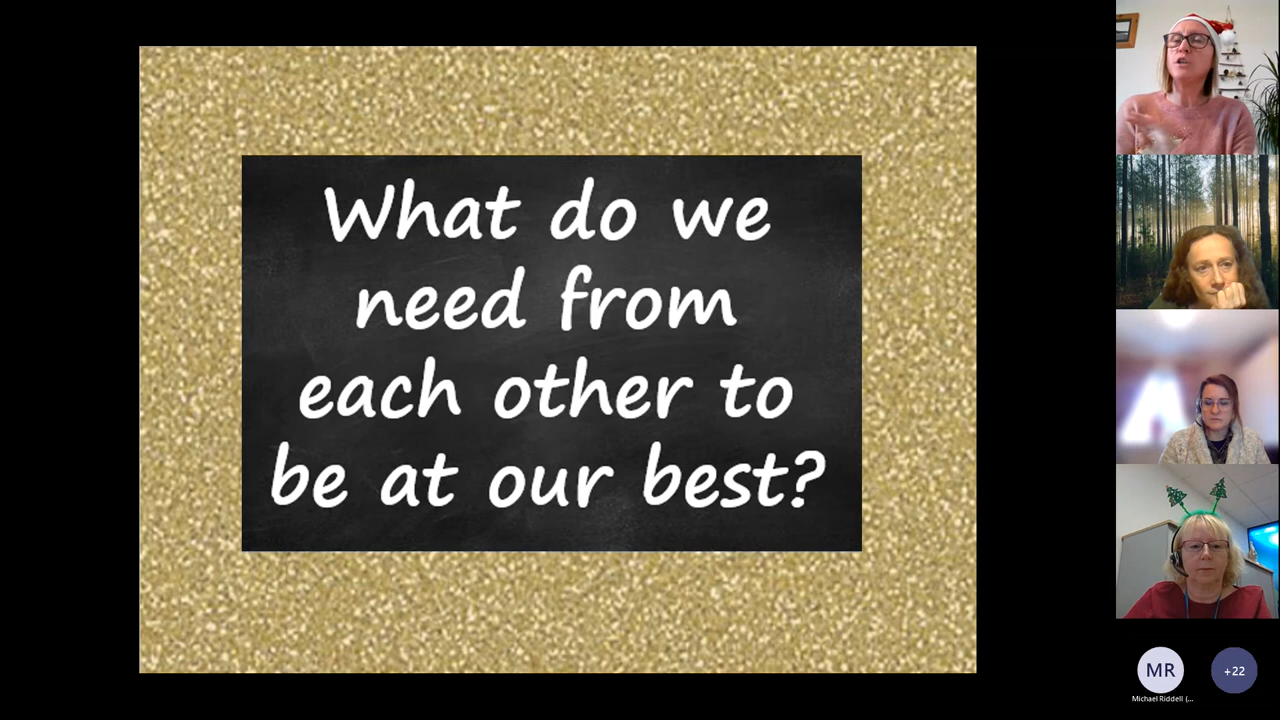 What do we
need from
each other to
be at our best?
MR
+22
Michael Riddell (...